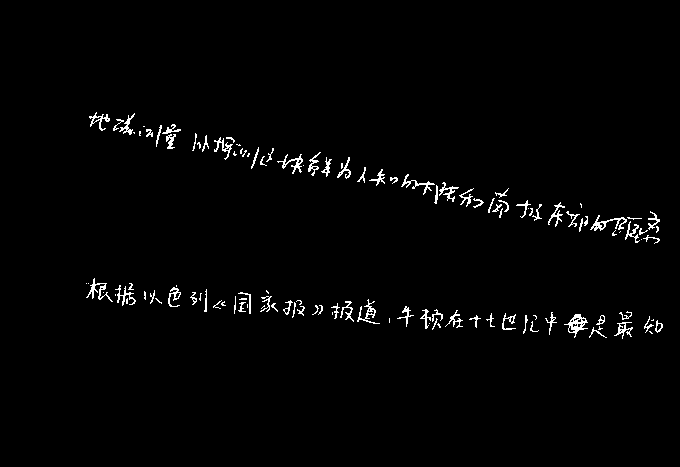 地磁测量以探测这块鲜为人知的大陆和南极东部的距离
根据以色列《国家报》报道,牛顿在十七世纪中是最知